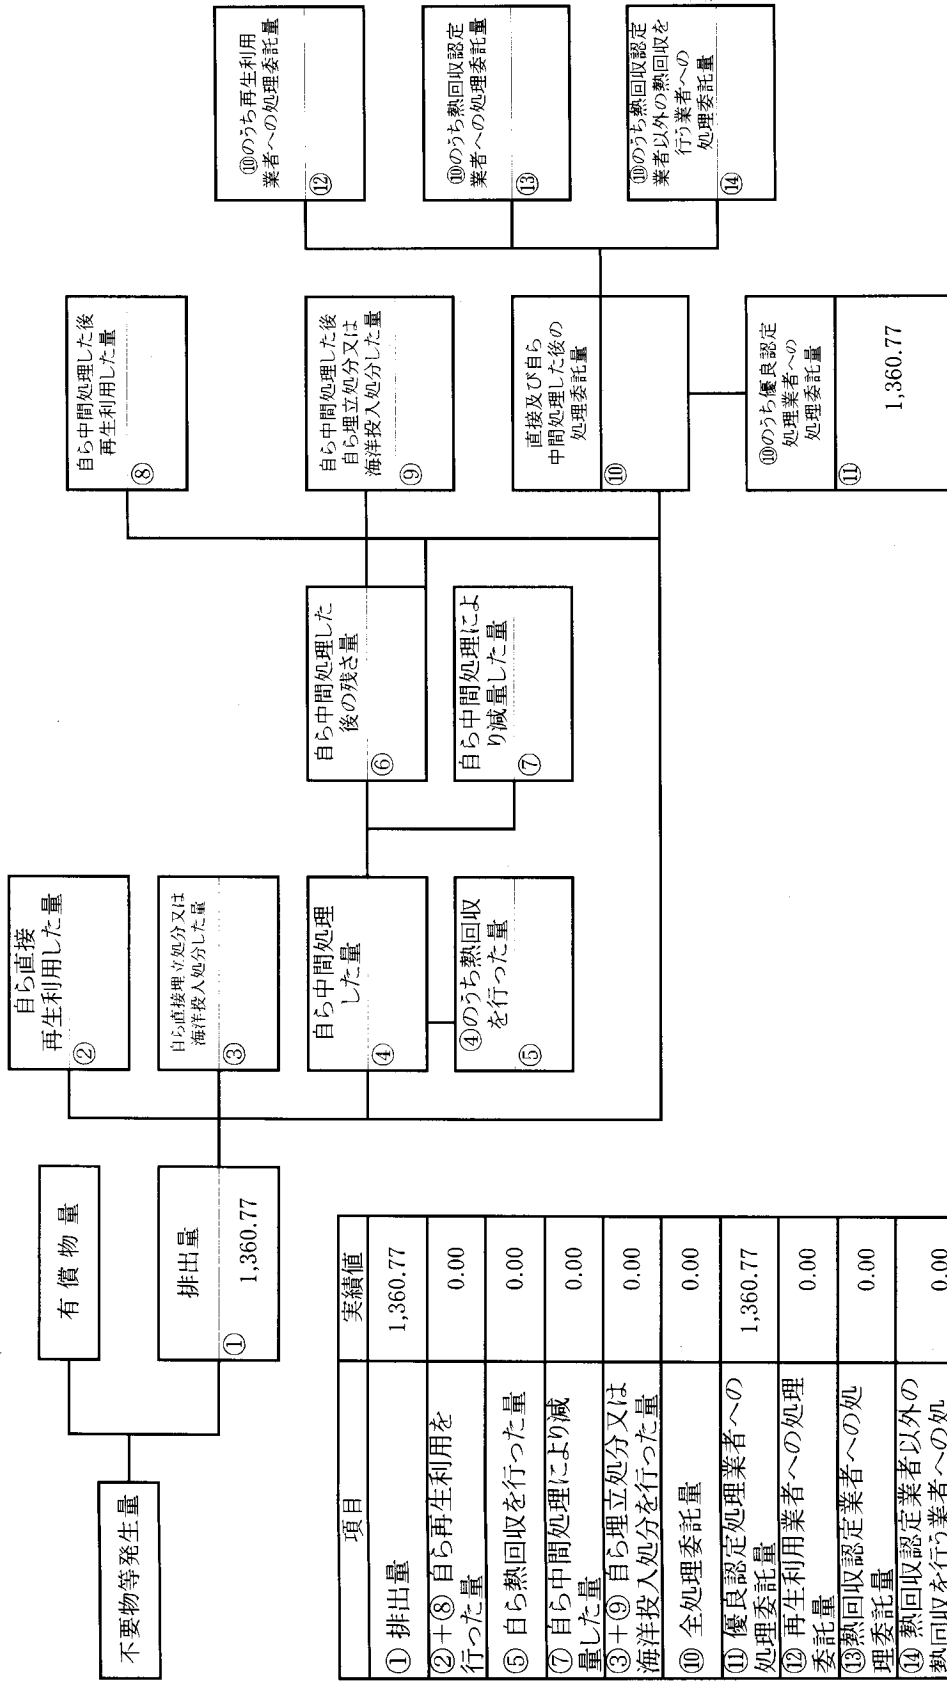 不要物等発生量
有償物量
排出量
①
1,360.77
自ら直接
再生利用した量
②
自ら直接埋立処分又は
海洋投入処分した量
③
自ら中間処理
した量
④
④のうち熱回収
を行った量
⑤
自ら中間処理した
後の残さ量
⑥
自ら中間処理によ
り減量した量
⑦
自ら中間処理した後
再生利用した量
⑧
自ら中間処理した後
自ら埋立処分又は
海洋投入処分した量
⑨
直接及び自ら
中間処理した後の
処理委託量
⑩
⑩のうち優良認定
処理業者への
処理委託量
⑪
1,360.77
⑩のうち再生利用
業者への処理委託量
⑫
⑩のうち熱回収認定
業者への処理委託量
⑬
⑩のうち熱回収認定
業者以外の熱回収を
行う業者への
処理委託量
⑭
項目 実績値
① 排出量 1,360.77
②+⑧ 自ら再生利用を
行った量 0.00
⑤ 自ら熱回収を行った量 0.00
⑦ 自ら中間処理により減
量した量 0.00
③+⑨ 自ら埋立処分又は
海洋投入処分を行った量 0.00
⑩ 全処理委託量 0.00
⑪ 優良認定処理業者への
処理委託量 1,360.77
⑫ 再生利用業者への処理
委託量 0.00
⑬熱回収認定業者への処
理委託量 0.00
⑭ 熱回収認定業者以外の
熱回収を行う業者への処 0.00